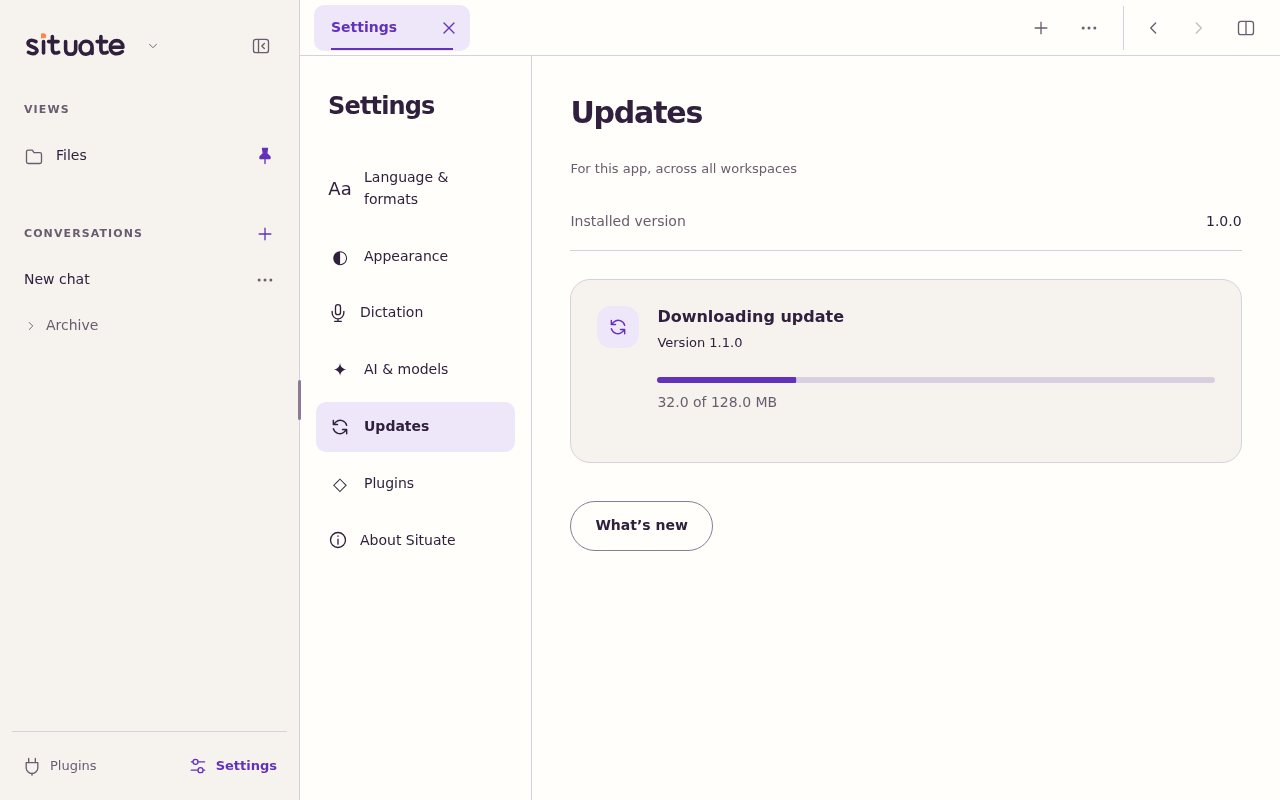 situate
Settings
VIEWS
Files
CONVERSATIONS
New chat
Archive
Plugins
Settings
Settings
Aa Language &
formats
Appearance
Dictation
AI & models
Updates
Plugins
About Situate
Updates
For this app, across all workspaces
Installed version 1.0.0
Downloading update
Version 1.1.0
32.0 of 128.0 MB
What’s new